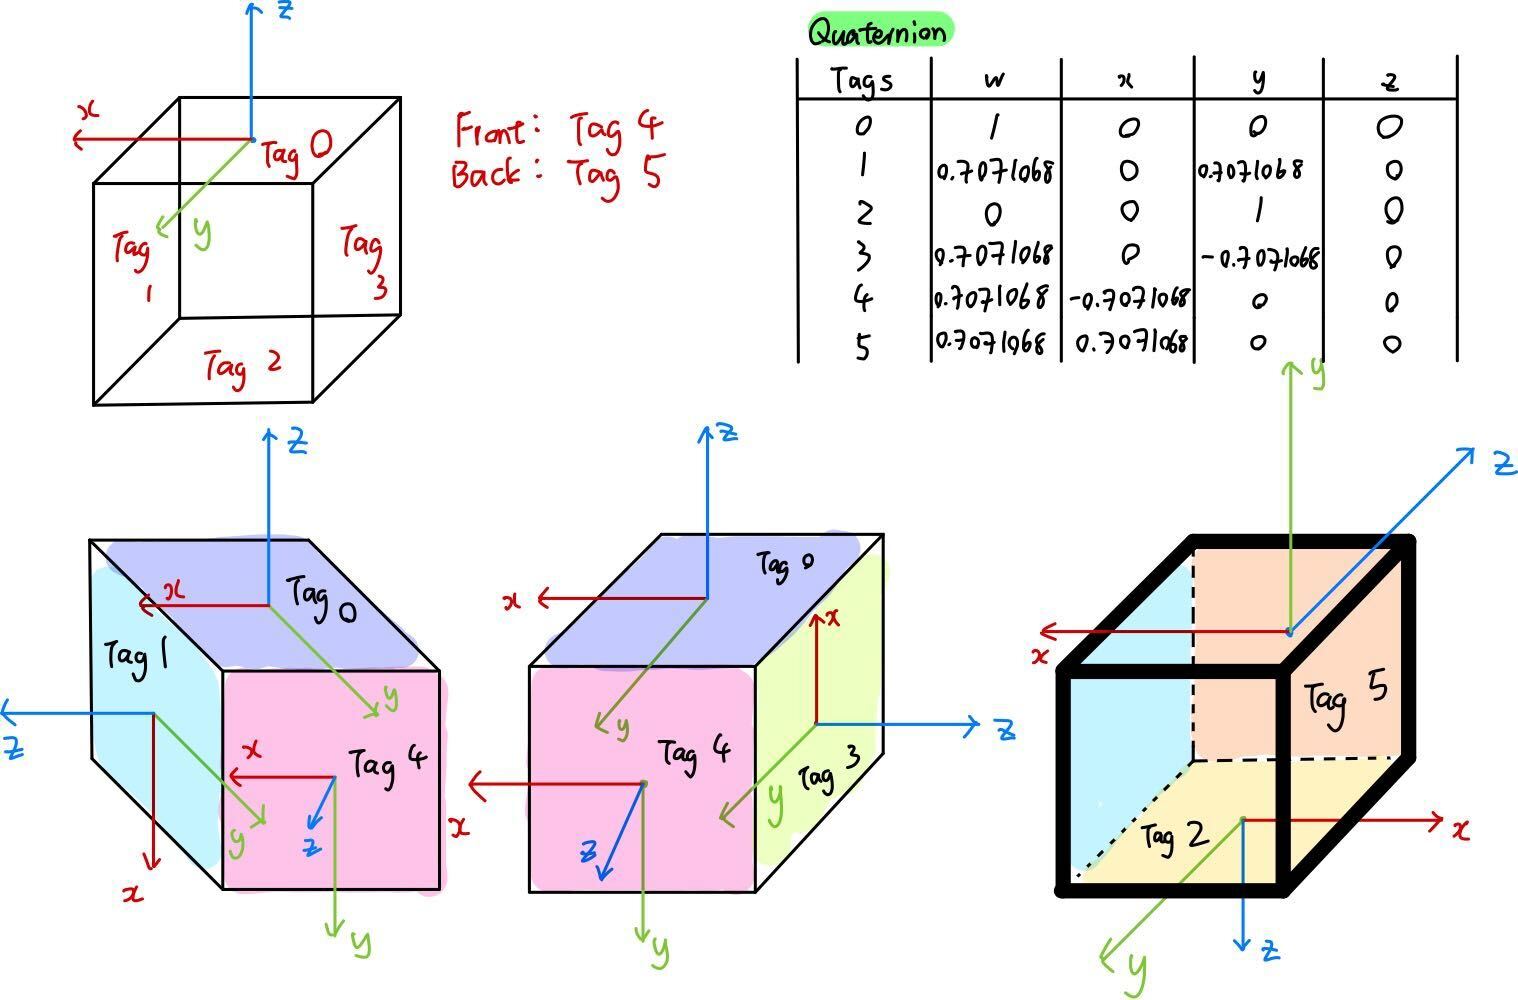 z
x
Tag 0
y
Tag 1
Tag 3
Tag 2
Front: Tag 4
Back: Tag 5
Quaternion
Tags w x y z
0 1 0 0 0
1 0.7071068 0 0.7071068 0
2 0 0 1 0
3 0.7071068 0 -0.7071068 0
4 0.7071068 -0.7071068 0 0
5 0.7071068 0.7071068 0 0
z
x
Tag 0
Tag 1
y
z
x
Tag 4
y
z
x
y
z
Tag 0
x
x
y
Tag 4
z
Tag 3
y
x
z
y
y
z
x
Tag 5
Tag 2
x
y
z